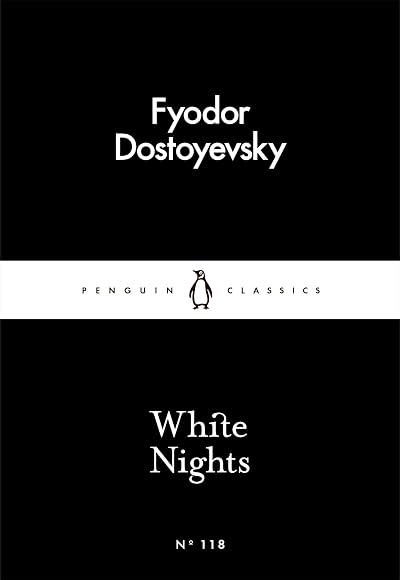 Fyodor
Dostoyevsky
PENGUIN CLASSICS
White
Nights
Nº 118